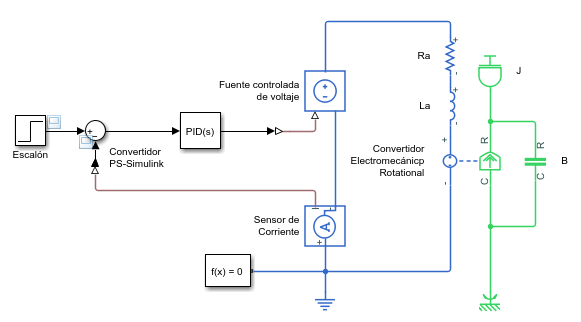 Ra
J
Fuente controlada
de voltaje
La
PID(s)
Escalón
Convertidor
PS-Simulink
Convertidor
Electromecánicp
Rotational
R
C
R
C
B
Sensor de
Corriente
A
f(x) = 0